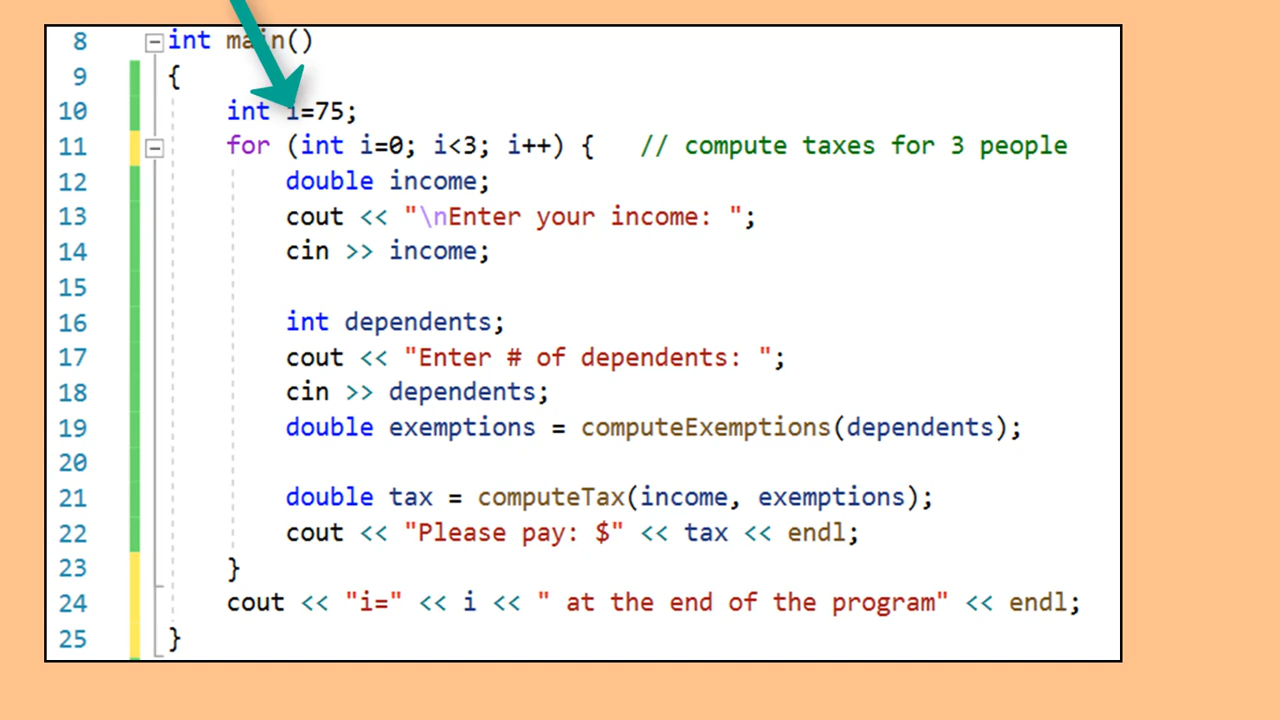 8 int main()
9 {
10 int i=75;
11 for (int i=0; i<3; i++) { // compute taxes for 3 people
12 double income;
13 cout << "\nEnter your income: ";
14 cin >> income;
15
16 int dependents;
17 cout << "Enter # of dependents: ";
18 cin >> dependents;
19 double exemptions = computeExemptions(dependents);
20
21 double tax = computeTax(income, exemptions);
22 cout << "Please pay: $" << tax << endl;
23 }
24 cout << "i=" << i << " at the end of the program" << endl;
25 }